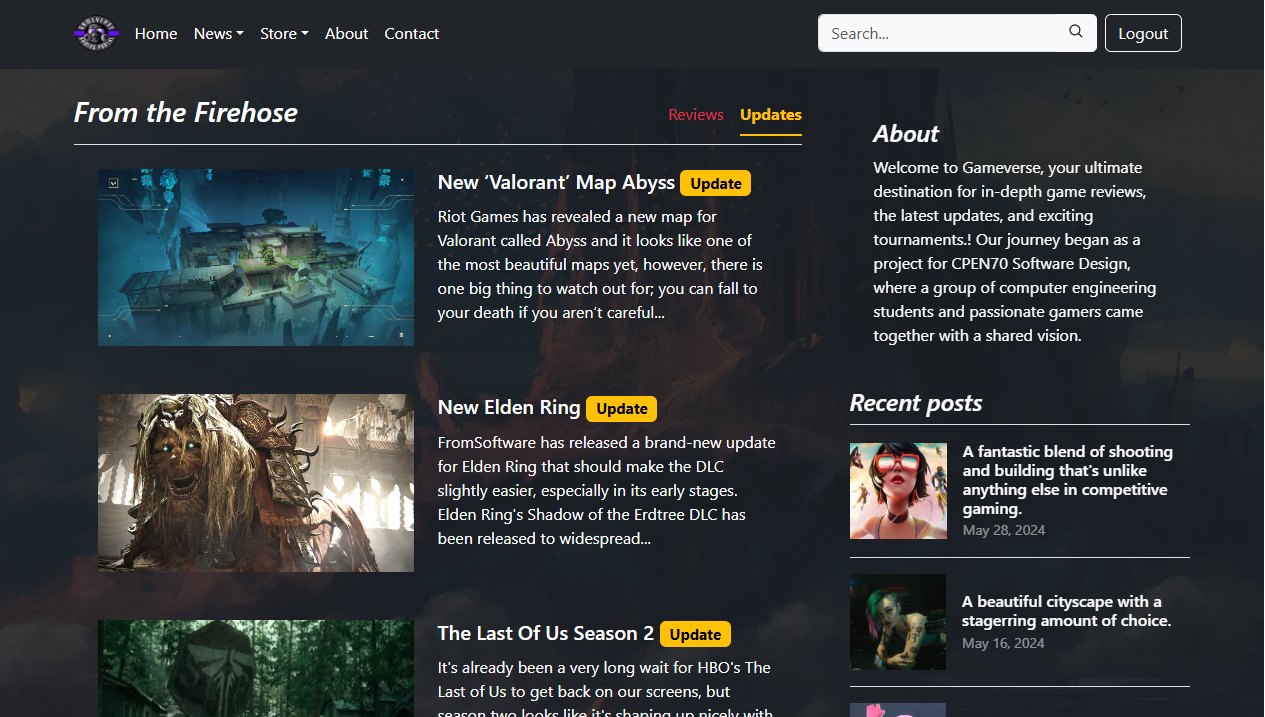 GAMEVERSE
Home
News
Store
About
Contact
Search...
Logout
From the Firehose
Reviews
Updates
New ‘Valorant’ Map Abyss
Update
Riot Games has revealed a new map for
Valorant called Abyss and it looks like one of
the most beautiful maps yet, however, there is
one big thing to watch out for; you can fall to
your death if you aren’t careful...
New Elden Ring
Update
FromSoftware has released a brand-new update
for Elden Ring that should make the DLC
slightly easier, especially in its early stages.
Elden Ring's Shadow of the Erdtree DLC has
been released to widespread...
The Last Of Us Season 2
Update
It's already been a very long wait for HBO's The
Last of Us to get back on our screens, but
season two looks like it's shaping up nicely with
About
Welcome to Gameverse, your ultimate
destination for in-depth game reviews,
the latest updates, and exciting
tournaments.! Our journey began as a
project for CPEN70 Software Design,
where a group of computer engineering
students and passionate gamers came
together with a shared vision.
Recent posts
A fantastic blend of shooting
and building that's unlike
anything else in competitive
gaming.
May 28, 2024
A beautiful cityscape with a
stagerring amount of choice.
May 16, 2024